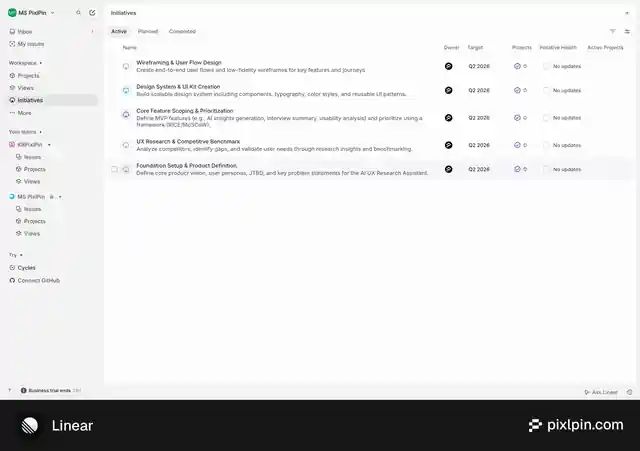 MS PixlPin
Inbox
My issues
Workspace
Projects
Views
Initiatives
More
Your teams
KBPixlPin
Issues
Projects
Views
MS PixlPin
Issues
Projects
Views
Try
Cycles
Connect GitHub
Business trial ends
Initiatives
Active Planned Completed
Name Owner Target Projects Initiative Health Active Projects
Wireframing & User Flow Design
Create end-to-end user flows and low-fidelity wireframes for key features and journeys
Q2 2026 0 No updates
Design System & UI Kit Creation
Build scalable design system including components, typography, color styles, and reusable UI patterns.
Q2 2026 0 No updates
Core Feature Scoping & Prioritization
Define MVP features (e.g., AI insights generation, interview summary, usability analysis) and prioritize using a
framework (RICE/MoSCoW).
Q2 2026 0 No updates
UX Research & Competitive Benchmark
Analyze competitors, identify gaps, and validate user needs through research insights and benchmarking.
Q2 2026 0 No updates
Foundation Setup & Product Definition.
Define core product vision, user personas, JTBD, and key problem statements for the AI UX Research Assistant.
Q2 2026 0 No updates
Ask Linear
Linear
pixlpin.com